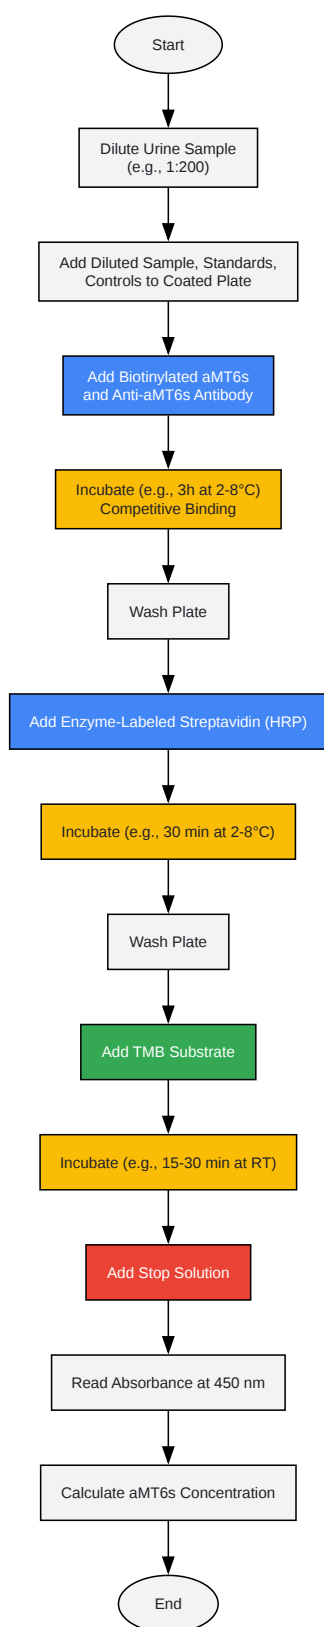 Start
Dilute Urine Sample
(e.g., 1:200)
Add Diluted Sample, Standards,
Controls to Coated Plate
Add Biotinylated aMT6s
and Anti-aMT6s Antibody
Incubate (e.g., 3h at 2-8°C)
Competitive Binding
Wash Plate
Add Enzyme-Labeled Streptavidin (HRP)
Incubate (e.g., 30 min at 2-8°C)
Wash Plate
Add TMB Substrate
Incubate (e.g., 15-30 min at RT)
Add Stop Solution
Read Absorbance at 450 nm
Calculate aMT6s Concentration
End